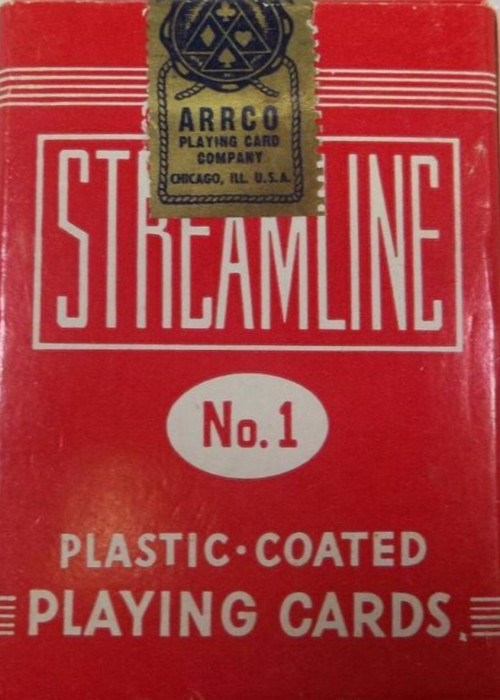 ARRCO
PLAYING CARD
COMPANY
CHICAGO, ILL. U.S.A.
STREAMLINE
No. 1
PLASTIC·COATED
PLAYING CARDS